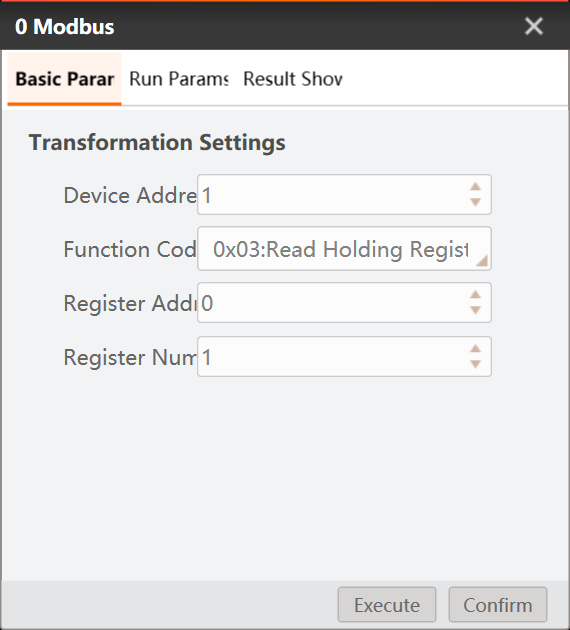 0 Modbus
Basic Parar Run Params Result Shov
Transformation Settings
Device Addre 1
Function Cod 0x03:Read Holding Regist
Register Addr 0
Register Num 1
Execute Confirm